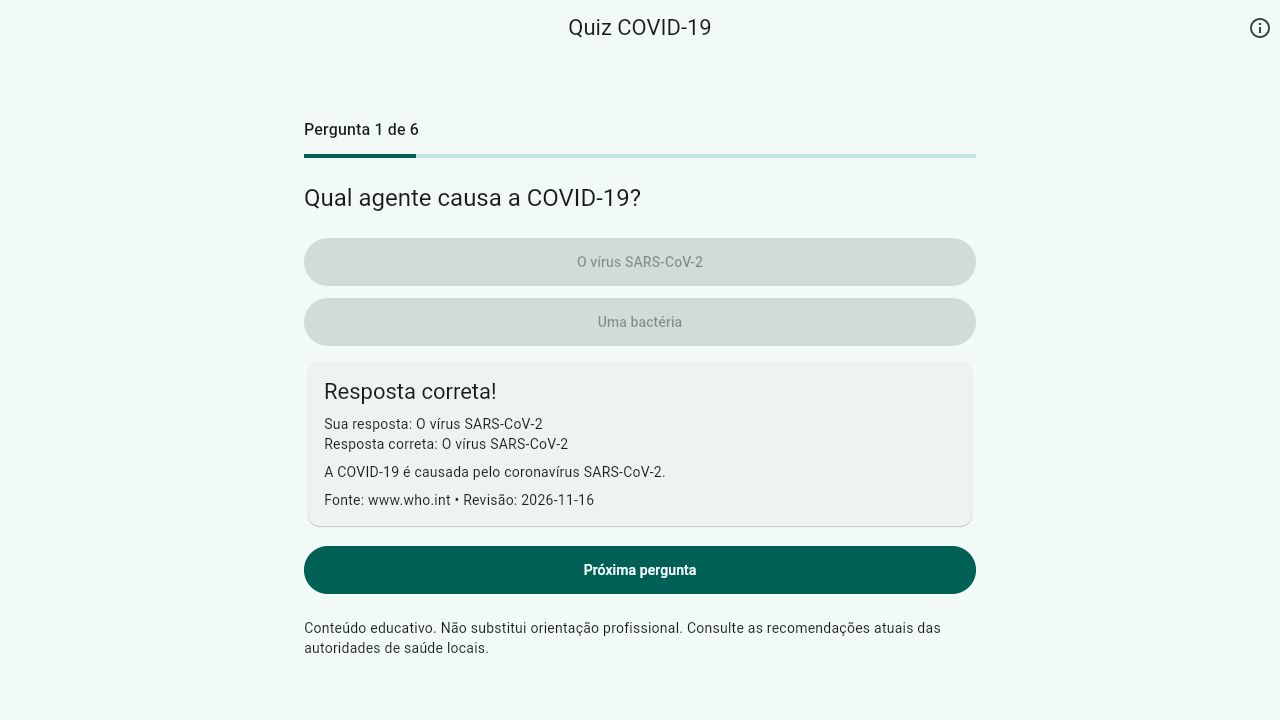 Quiz COVID-19
Pergunta 1 de 6
Qual agente causa a COVID-19?
O vírus SARS-CoV-2
Uma bactéria
Resposta correta!
Sua resposta: O vírus SARS-CoV-2
Resposta correta: O vírus SARS-CoV-2
A COVID-19 é causada pelo coronavírus SARS-CoV-2.
Fonte: www.who.int • Revisão: 2026-11-16
Próxima pergunta
Conteúdo educativo. Não substitui orientação profissional. Consulte as recomendações atuais das
autoridades de saúde locais.